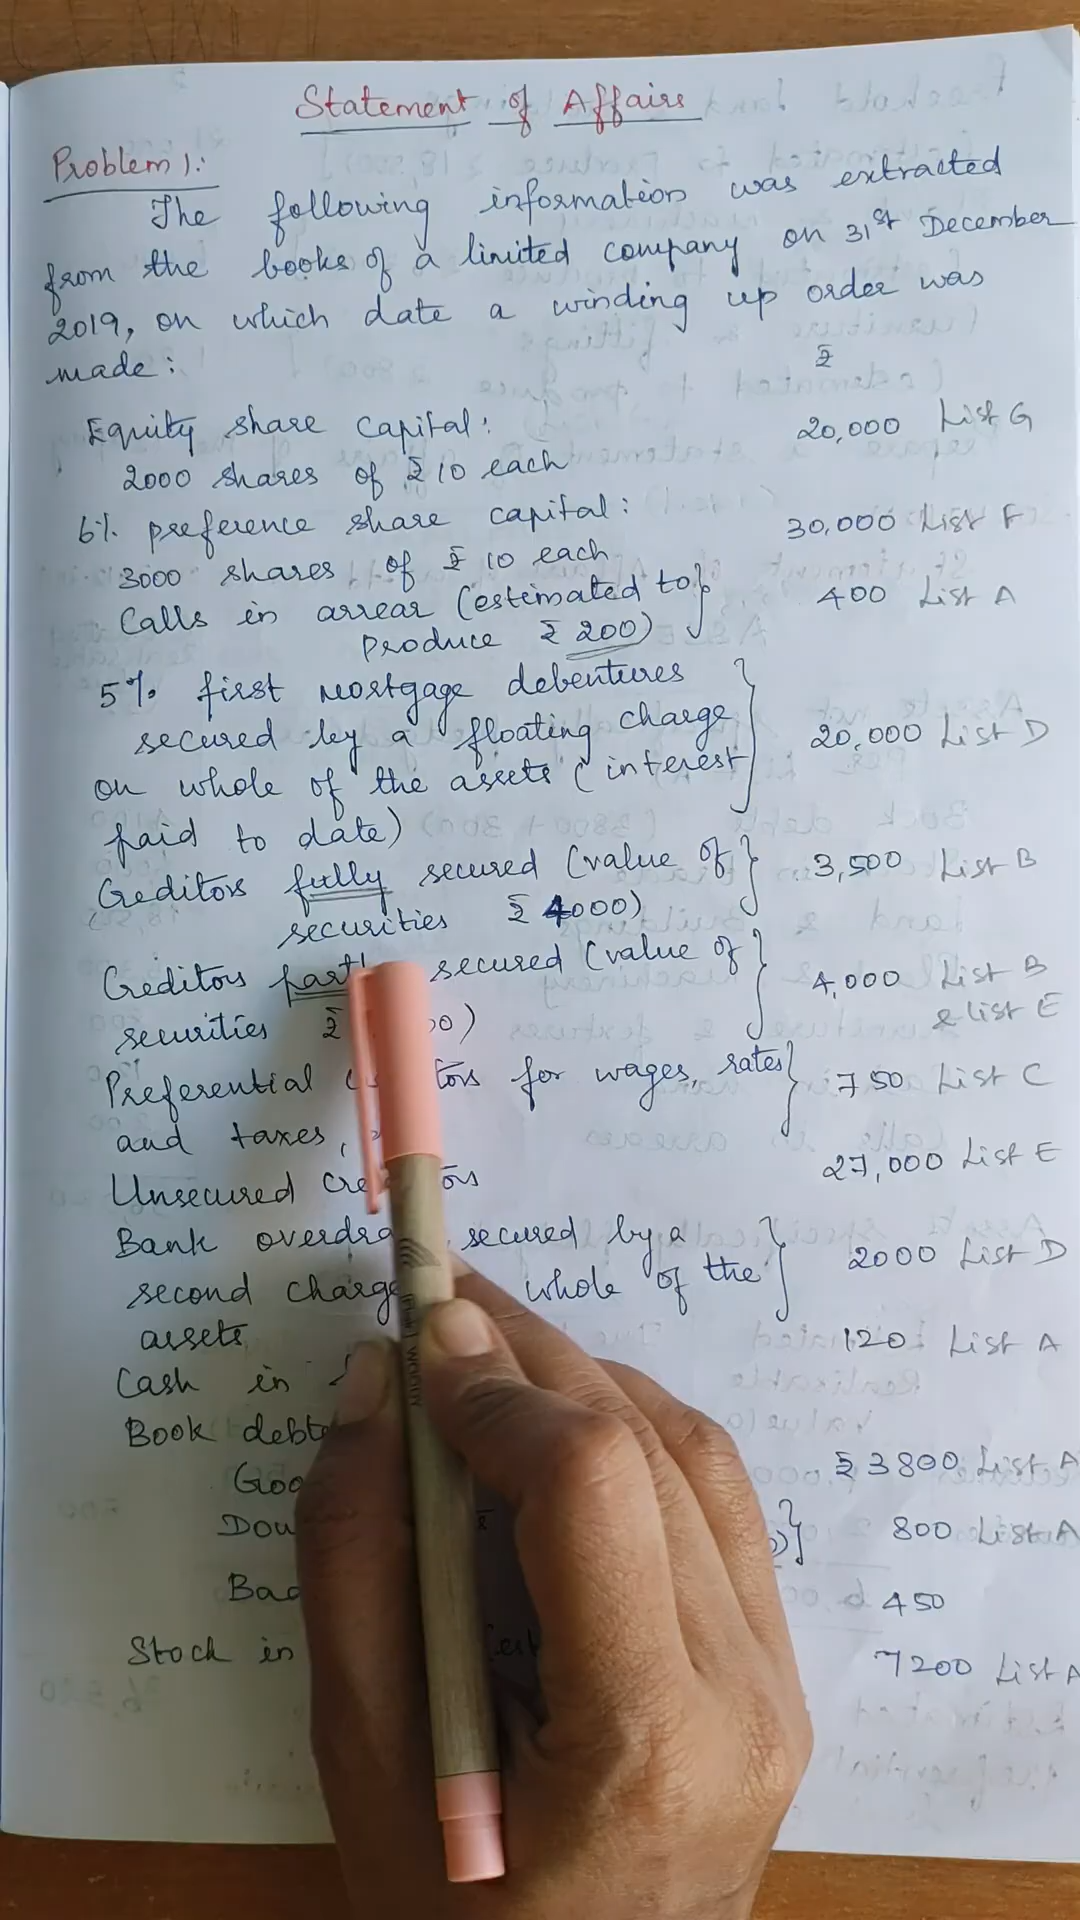 Statement of Affairs
Problem 1:
The following information was extracted
from the books of a limited company on 31st December
2019, on which date a winding up order was
made:
₹
Equity share capital: 20,000 List G
2000 shares of ₹ 10 each
6% preference share capital: 30,000 List F
3000 shares of ₹ 10 each
Calls in arrear (estimated to 400 List A
produce ₹ 200)
5% first mortgage debentures
secured by a floating charge 20,000 List D
on whole of the assets (interest
paid to date)
Creditors fully secured (value of 3,500 List B
securities ₹ 4000)
Creditors partly secured (value of 4,000 List B
securities ₹ & List E
Preferential for wages, rates 750 List C
and taxes,
Unsecured 27,000 List E
Bank secured by a
second charge whole of the 2000 List D
assets
Cash in 120 List A
Book debts
₹ 3800 List A
800 List A
450
Stock in 7200 List A